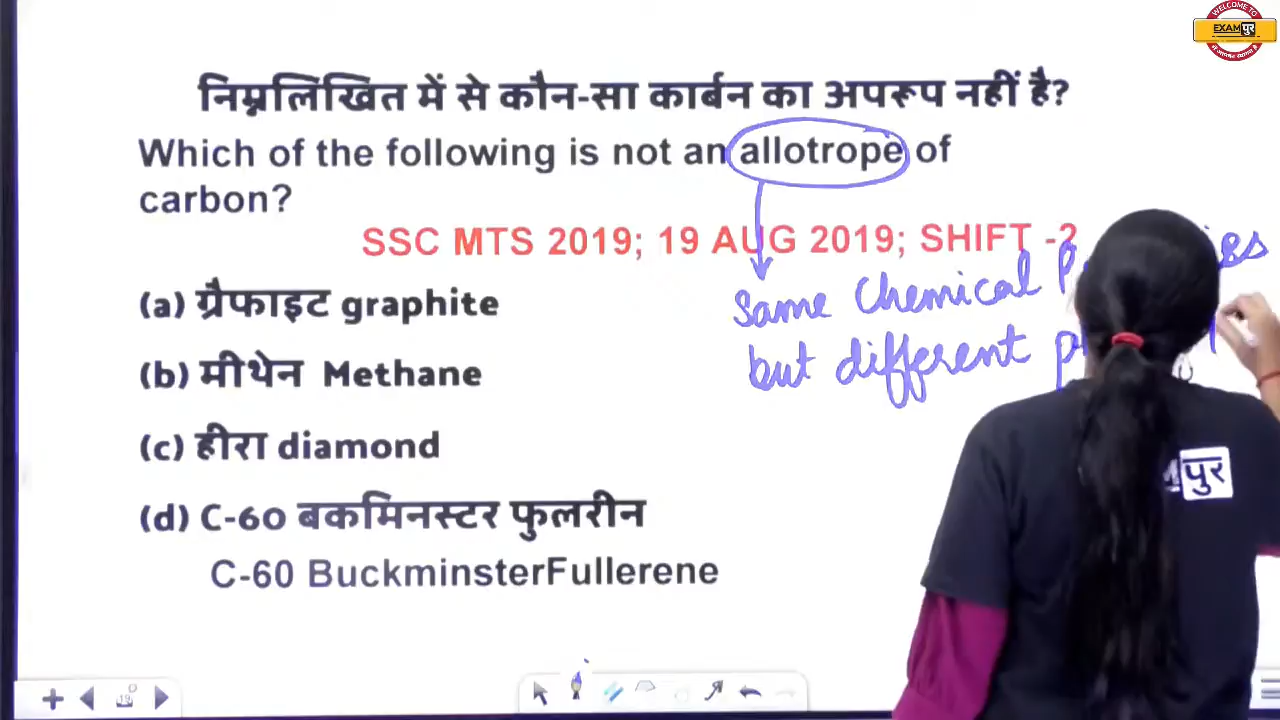 WELCOME TO
EXAM पुर
निम्नलिखित में से कौन-सा कार्बन का अपरूप नहीं है?
Which of the following is not an allotrope of
carbon?
SSC MTS 2019; 19 AUG 2019; SHIFT -2
Same Chemical
but different
(a) ग्रैफाइट graphite
(b) मीथेन Methane
(c) हीरा diamond
(d) C-60 बकमिनस्टर फुलरीन
C-60 BuckminsterFullerene
पुर